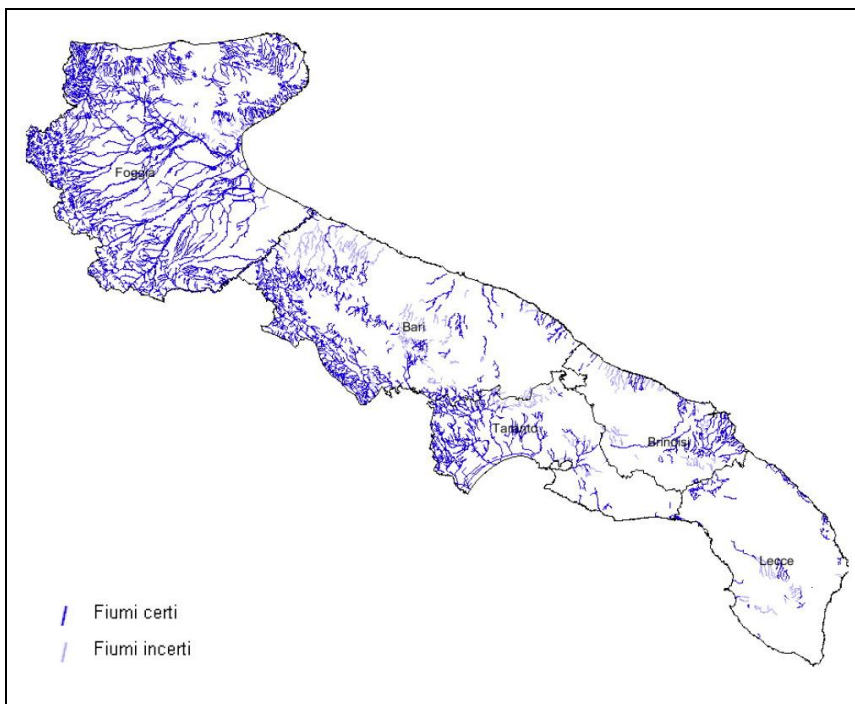 Foggia
Bari
Taranto
Brindisi
Lecce
Fiumi certi
Fiumi incerti